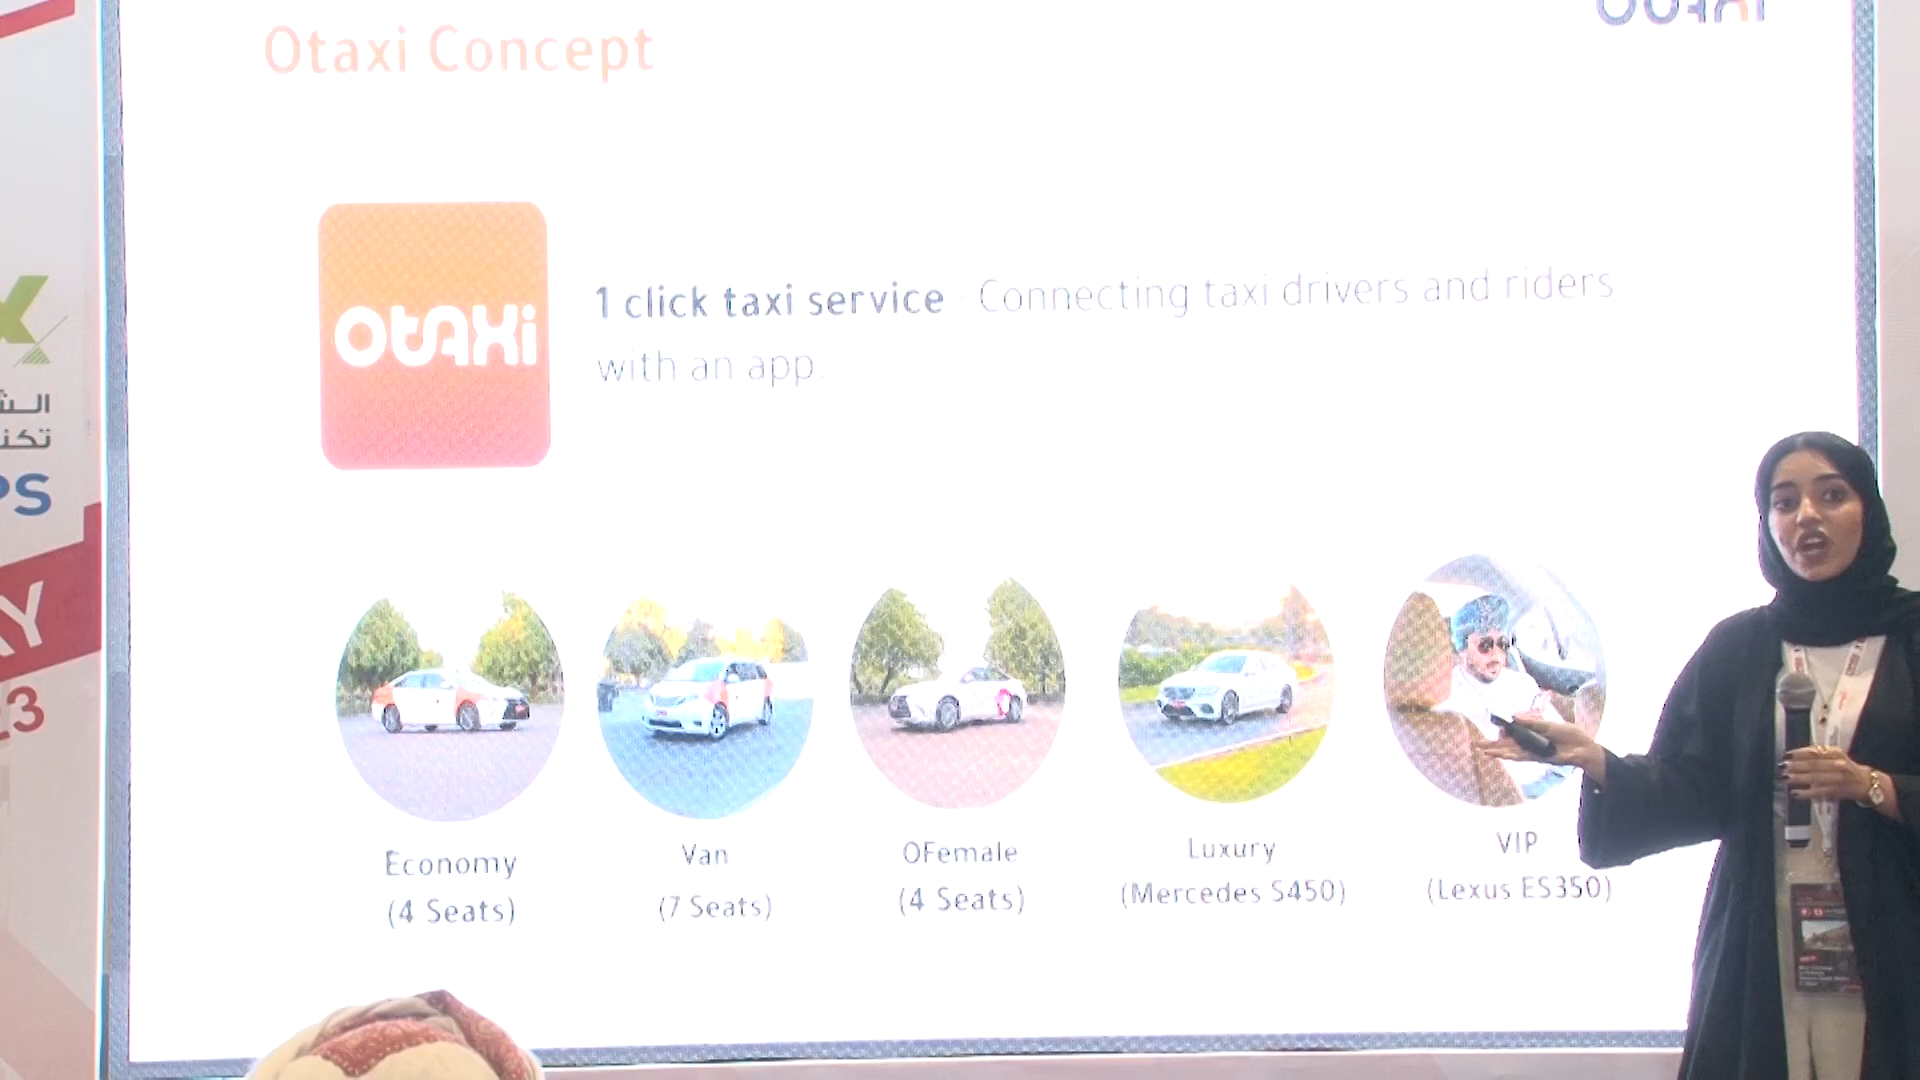 Otaxi Concept
otaxi
1 click taxi service : Connecting taxi drivers and riders
with an app.
Economy
(4 Seats)
Van
(7 Seats)
OFemale
(4 Seats)
Luxury
(Mercedes S450)
VIP
(Lexus ES350)